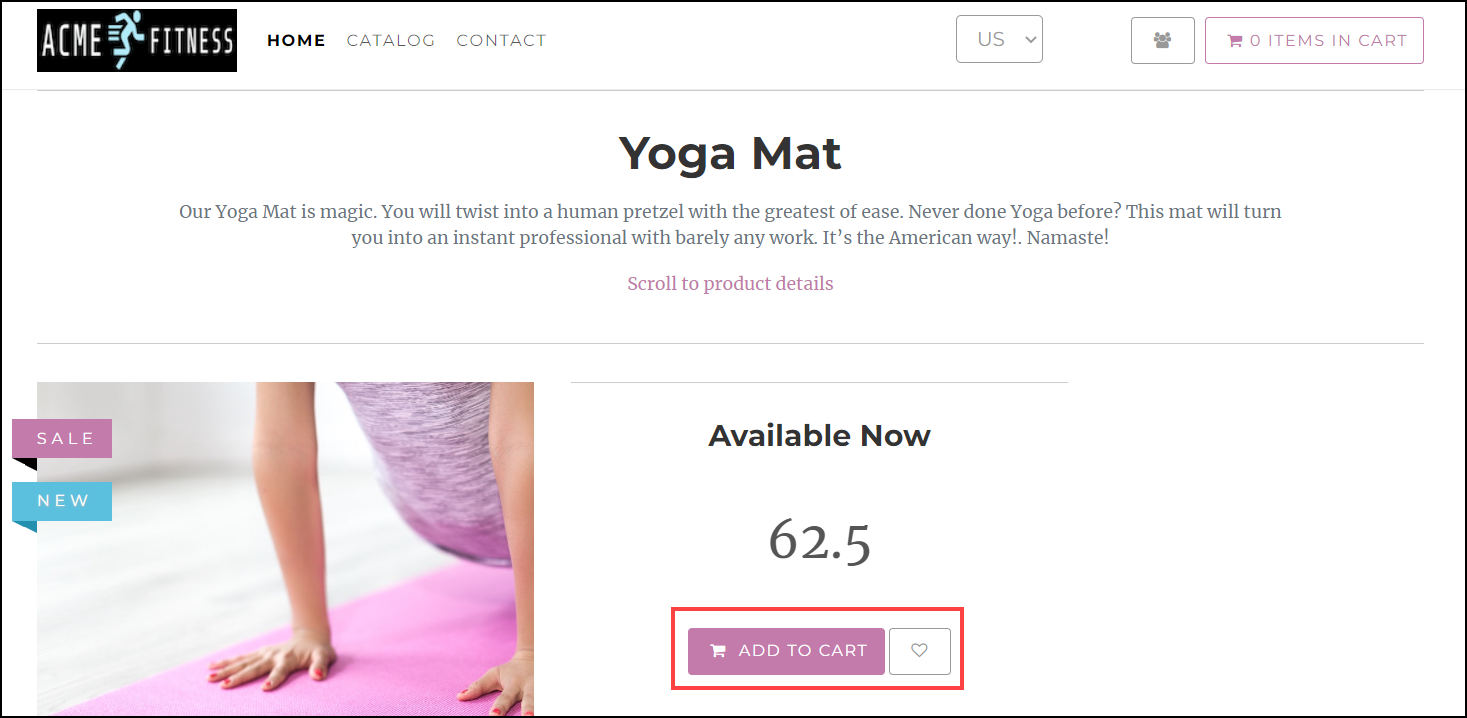 ACME FITNESS
HOME CATALOG CONTACT
US
0 ITEMS IN CART
Yoga Mat
Our Yoga Mat is magic. You will twist into a human pretzel with the greatest of ease. Never done Yoga before? This mat will turn
you into an instant professional with barely any work. It’s the American way!. Namaste!
Scroll to product details
SALE
NEW
Available Now
62.5
ADD TO CART